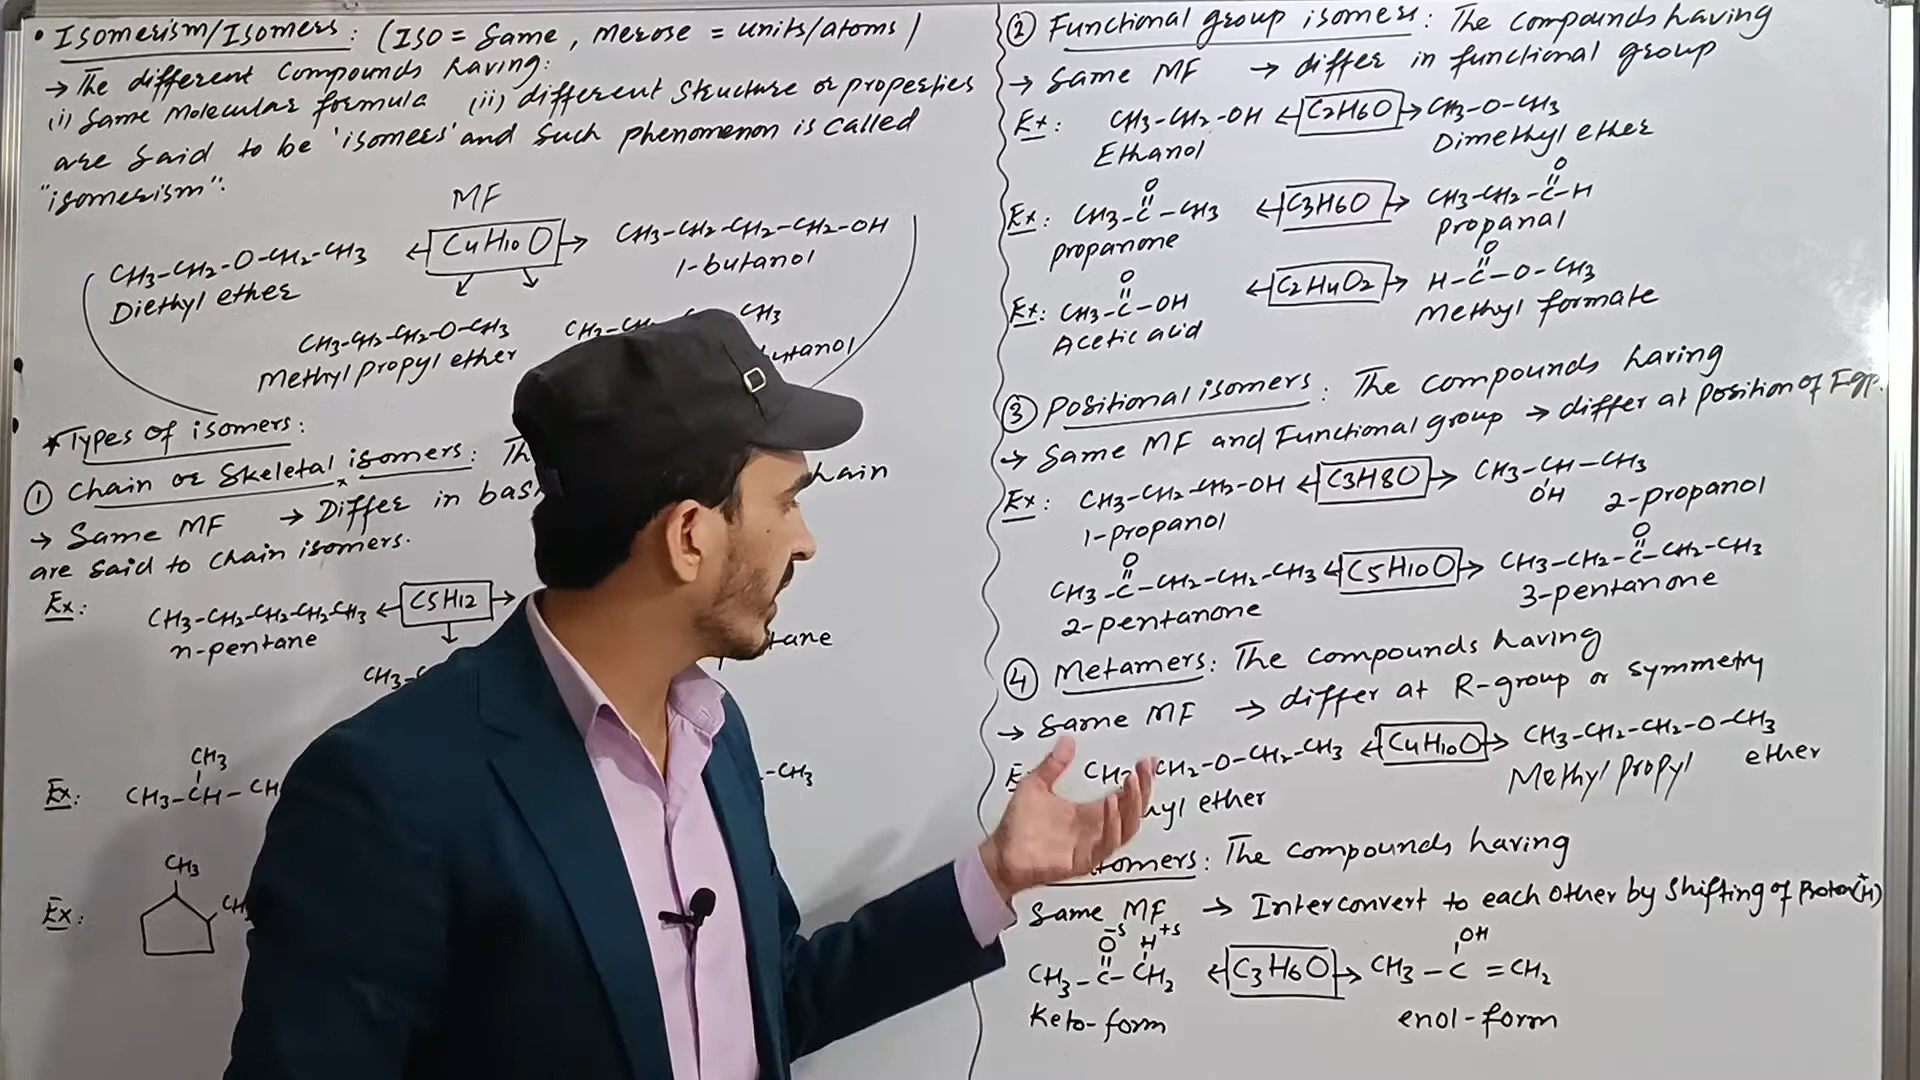 • Isomerism/Isomers: (Iso = Same, merose = units/atoms)
→ The different Compounds having:
(i) Same Molecular formula (ii) different Structure or properties
are said to be 'isomers' and such phenomenon is called
"isomerism":
MF
CH3-CH2-O-CH2-CH3 ← C4H10O → CH3-CH2-CH2-CH2-OH
Diethyl ether 1-butanol
CH3-CH2-CH2-O-CH3 CH3
Methyl propyl ether butanol
* Types of isomers:
① Chain or Skeletal isomers: Th
→ Same MF → Differ in bas hain
are said to chain isomers.
Ex: CH3-CH2-CH2-CH2-CH3 ← C5H12 →
n-pentane tane
CH3-
CH3
Ex: CH3-CH-CH -CH3
CH3
Ex: CH
② Functional group isomers: The compounds having
→ Same MF → differ in functional group
Ex: CH3-CH2-OH ← C2H6O → CH3-O-CH3
Ethanol Dimethyl ether
O O
Ex: CH3-C-CH3 ← C3H6O → CH3-CH2-C-H
propanone propanal
O O
Ex: CH3-C-OH ← C2H4O2 → H-C-O-CH3
Acetic acid Methyl formate
③ Positional isomers: The compounds having
→ Same MF and Functional group → differ at position of F.gp.
Ex: CH3-CH2-CH2-OH ← C3H8O → CH3-CH-CH3
OH
1-propanol 2-propanol
O O
CH3-C-CH2-CH2-CH3 ← C5H10O → CH3-CH2-C-CH2-CH3
2-pentanone 3-pentanone
④ Metamers: The compounds having
→ Same MF → differ at R-group or symmetry
CH2-O-CH2-CH3 ← C4H10O → CH3-CH2-CH2-O-CH3
hyl ether Methyl propyl ether
tomers: The compounds having
Same MF → Interconvert to each other by shifting of Proton(H+)
O-δ H+δ OH
CH3-C-CH2 ← C3H6O → CH3-C=CH2
Keto-form enol-form